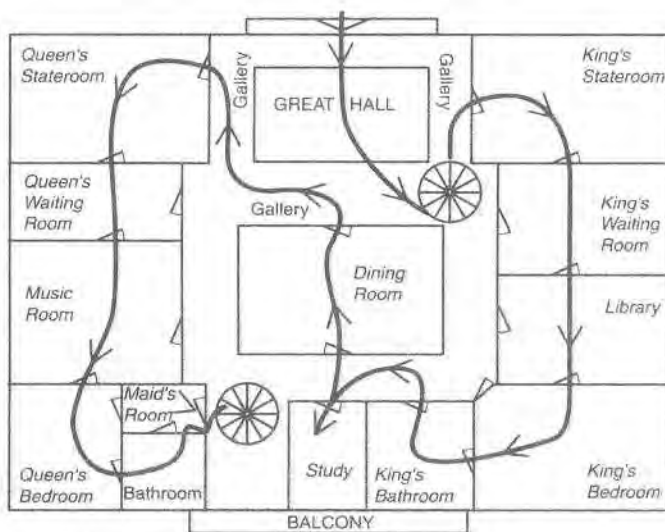 Queen's
Stateroom
Gallery
GREAT HALL
Gallery
King's
Stateroom
Queen's
Waiting
Room
Gallery
King's
Waiting
Room
Music
Room
Dining
Room
Library
Maid's
Room
Queen's
Bedroom
Bathroom
Study
King's
Bathroom
King's
Bedroom
BALCONY